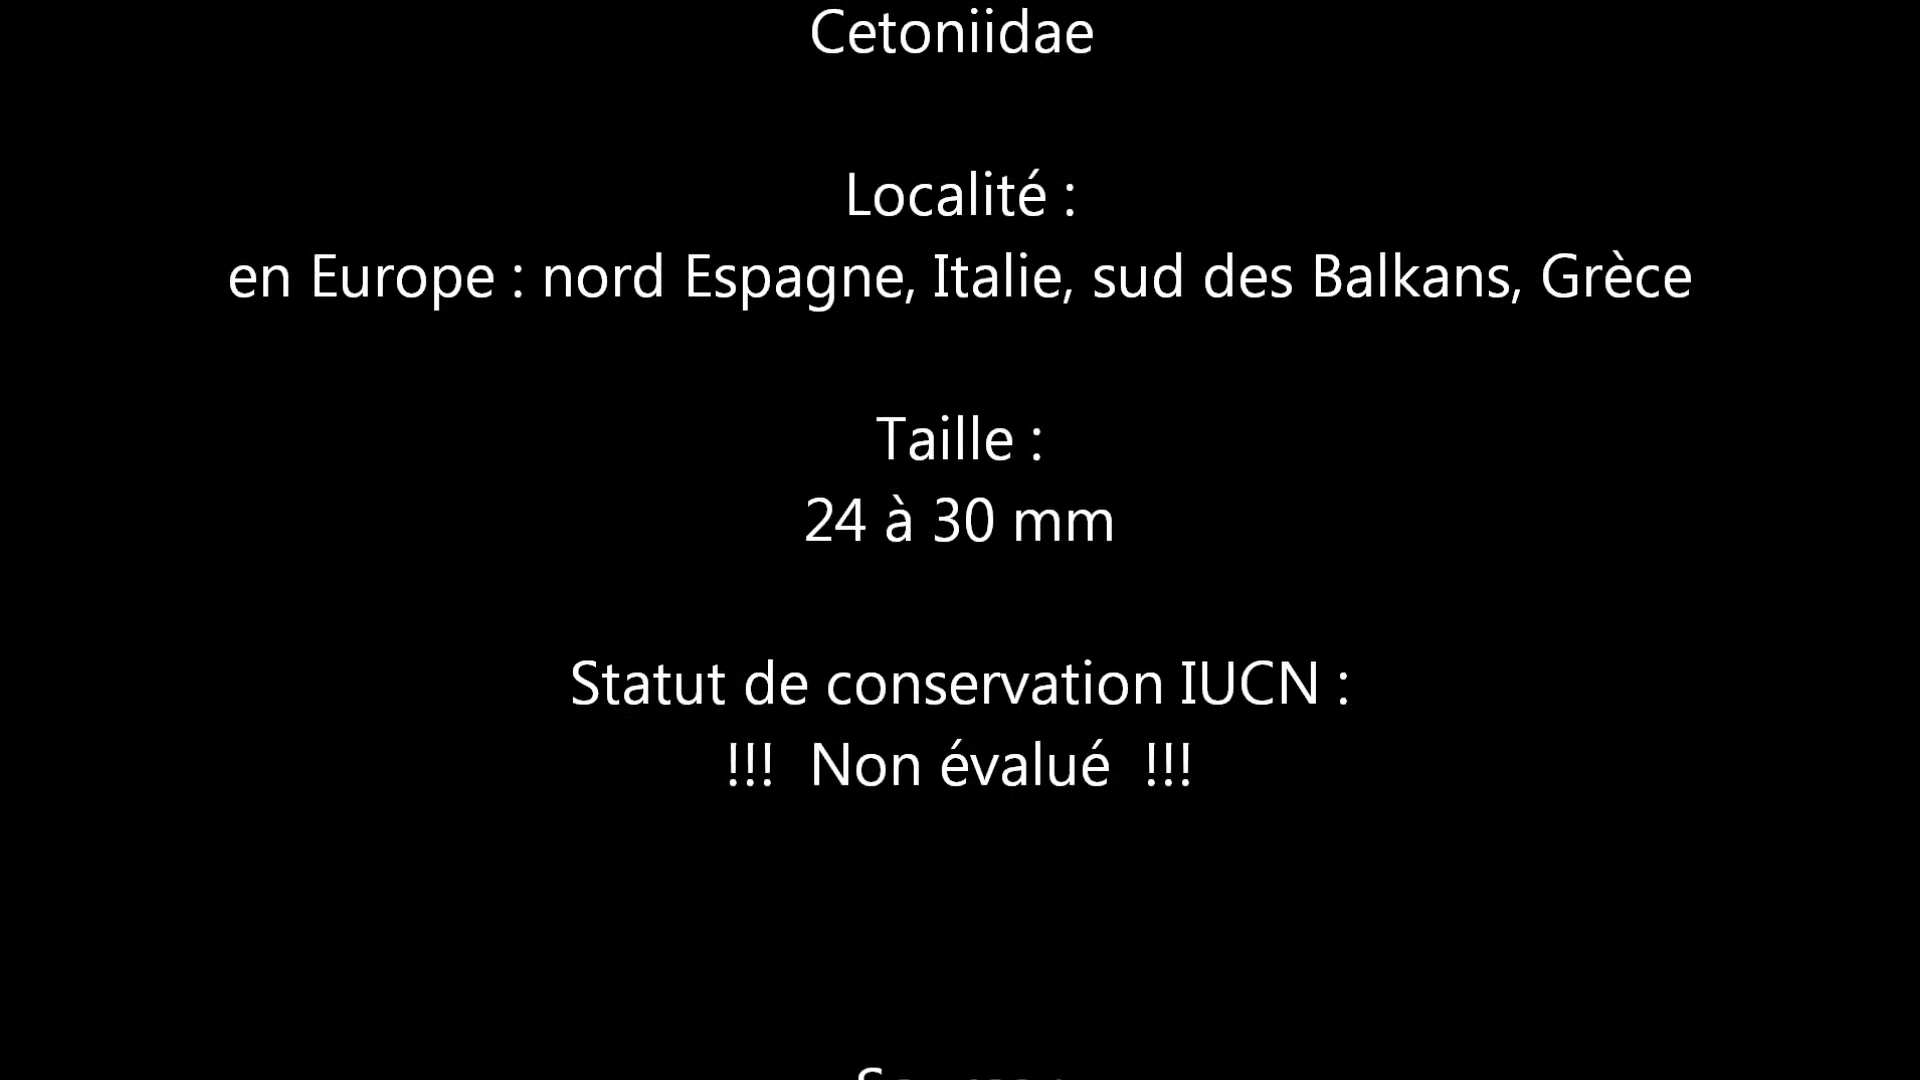 Cetoniidae
Localité :
en Europe : nord Espagne, Italie, sud des Balkans, Grèce
Taille :
24 à 30 mm
Statut de conservation IUCN :
!!!  Non évalué  !!!